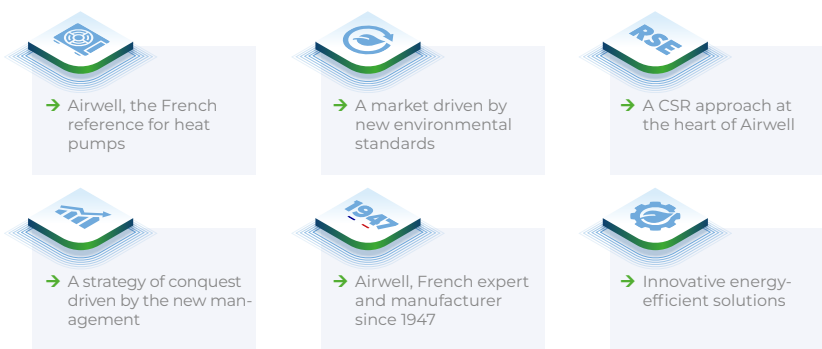 RSE
Airwell, the French
reference for heat
pumps
A market driven by
new environmental
standards
A CSR approach at
the heart of Airwell
1947
A strategy of conquest
driven by the new man-
agement
Airwell, French expert
and manufacturer
since 1947
Innovative energy-
efficient solutions